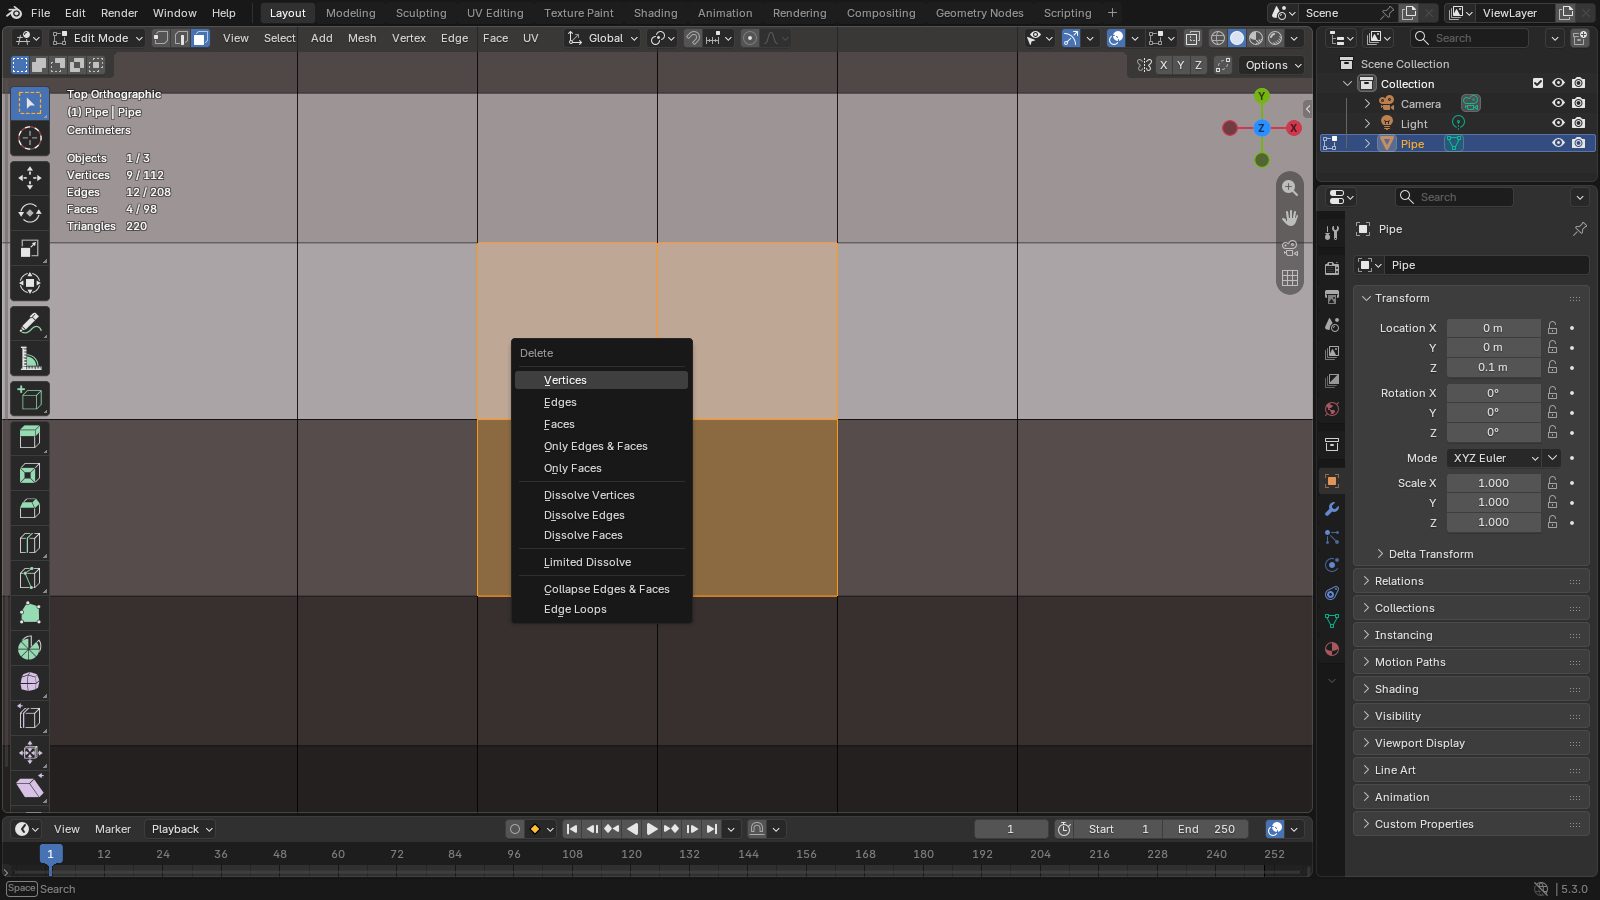 File Edit Render Window Help Layout Modeling Sculpting UV Editing Texture Paint Shading Animation Rendering Compositing Geometry Nodes Scripting + Scene ViewLayer
Edit Mode View Select Add Mesh Vertex Edge Face UV Global
X Y Z Options
Top Orthographic
(1) Pipe | Pipe
Centimeters
Objects 1 / 3
Vertices 9 / 112
Edges 12 / 208
Faces 4 / 98
Triangles 220
Y
Z
X
Delete
Vertices
Edges
Faces
Only Edges & Faces
Only Faces
Dissolve Vertices
Dissolve Edges
Dissolve Faces
Limited Dissolve
Collapse Edges & Faces
Edge Loops
Search
Scene Collection
Collection
Camera
Light
Pipe
Search
Pipe
Pipe
Transform
Location X 0 m
Y 0 m
Z 0.1 m
Rotation X 0°
Y 0°
Z 0°
Mode XYZ Euler
Scale X 1.000
Y 1.000
Z 1.000
Delta Transform
Relations
Collections
Instancing
Motion Paths
Shading
Visibility
Viewport Display
Line Art
Animation
Custom Properties
View Marker Playback 1 Start 1 End 250
1 12 24 36 48 60 72 84 96 108 120 132 144 156 168 180 192 204 216 228 240 252
Space Search 5.3.0